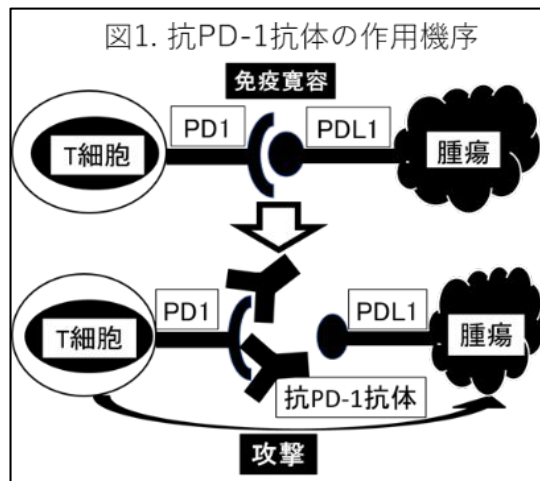 図1. 抗PD-1抗体の作用機序
免疫寛容
PD1
PDL1
T細胞
腫瘍
PD1
PDL1
T細胞
腫瘍
抗PD-1抗体
攻撃